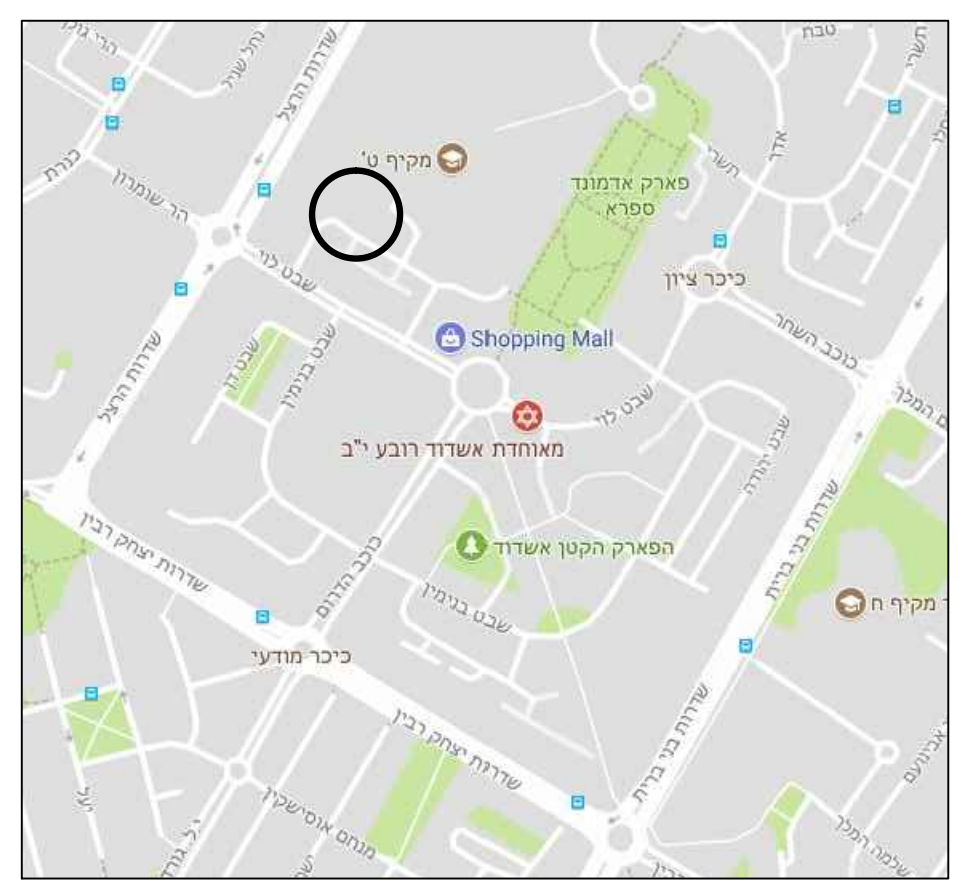 טבת
תשרי
הרי גולן
נחל שניר
שדרות הרצל
מקיף ט'
אדר
תשרי
כנרת
הר שומרון
פארק אדמונד
ספרא
כיכר ציון
שבט לוי
Shopping Mall
כוכב השחר
שבט דן
שבט בנימין
שדרות הרצל
שבט לוי
שבט יהודה
מאוחדת אשדוד רובע י"ב
שדרות יצחק רבין
כוכב הדרום
הפארק הקטן אשדוד
שדרות בני ברית
שבט בנימין
מקיף ח
כיכר מודעי
שדרות יצחק רבין
שדרות בני ברית
אבינועם
יעל
מנחם אוסישקין
שלמה המלך